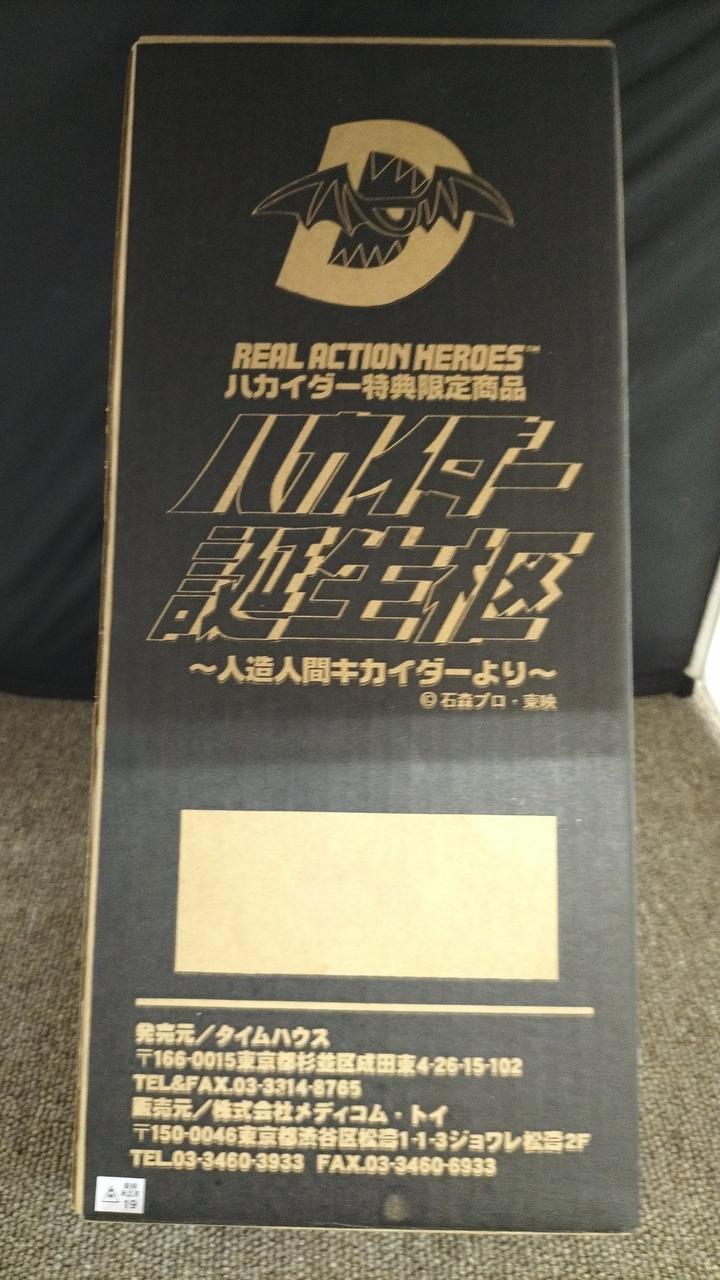 D
REAL ACTION HEROES™
ハカイダー特典限定商品
ハカイダー
誕生柩
～人造人間キカイダーより～
©石森プロ・東映
発売元／タイムハウス
〒166-0015東京都杉並区成田東4-26-15-102
TEL&FAX.03-3314-8765
販売元／株式会社メディコム・トイ
〒150-0046東京都渋谷区松濤1-1-3ジョワレ松濤2F
TEL.03-3460-3933 FAX.03-3460-6933
19